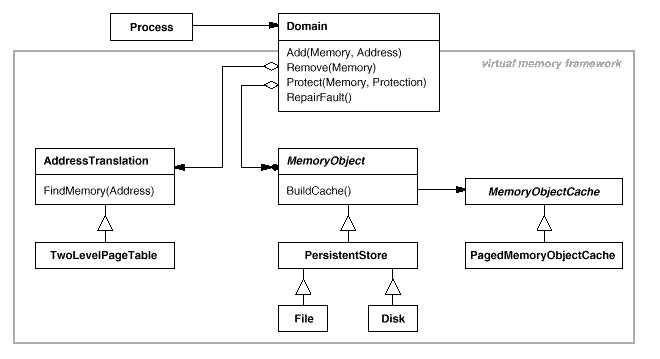 Process
Domain
Add(Memory, Address)
Remove(Memory)
Protect(Memory, Protection)
RepairFault()
virtual memory framework
AddressTranslation
FindMemory(Address)
MemoryObject
BuildCache()
MemoryObjectCache
TwoLevelPageTable
PersistentStore
PagedMemoryObjectCache
File
Disk